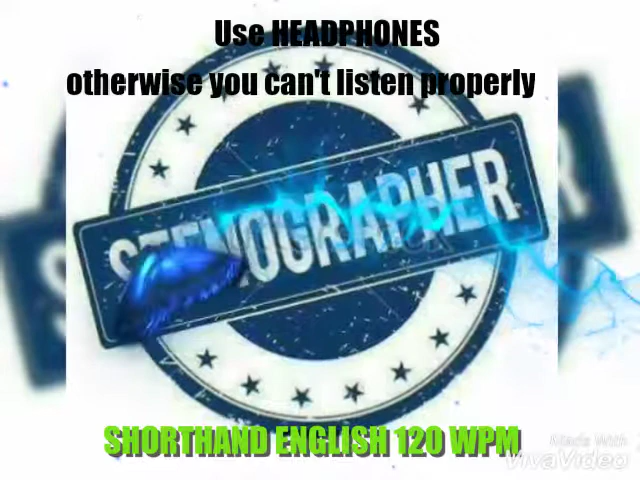 Use HEADPHONES
otherwise you can't listen properly
STENOGRAPHER
SHORTHAND ENGLISH 120 WPM
Made With
VivaVideo